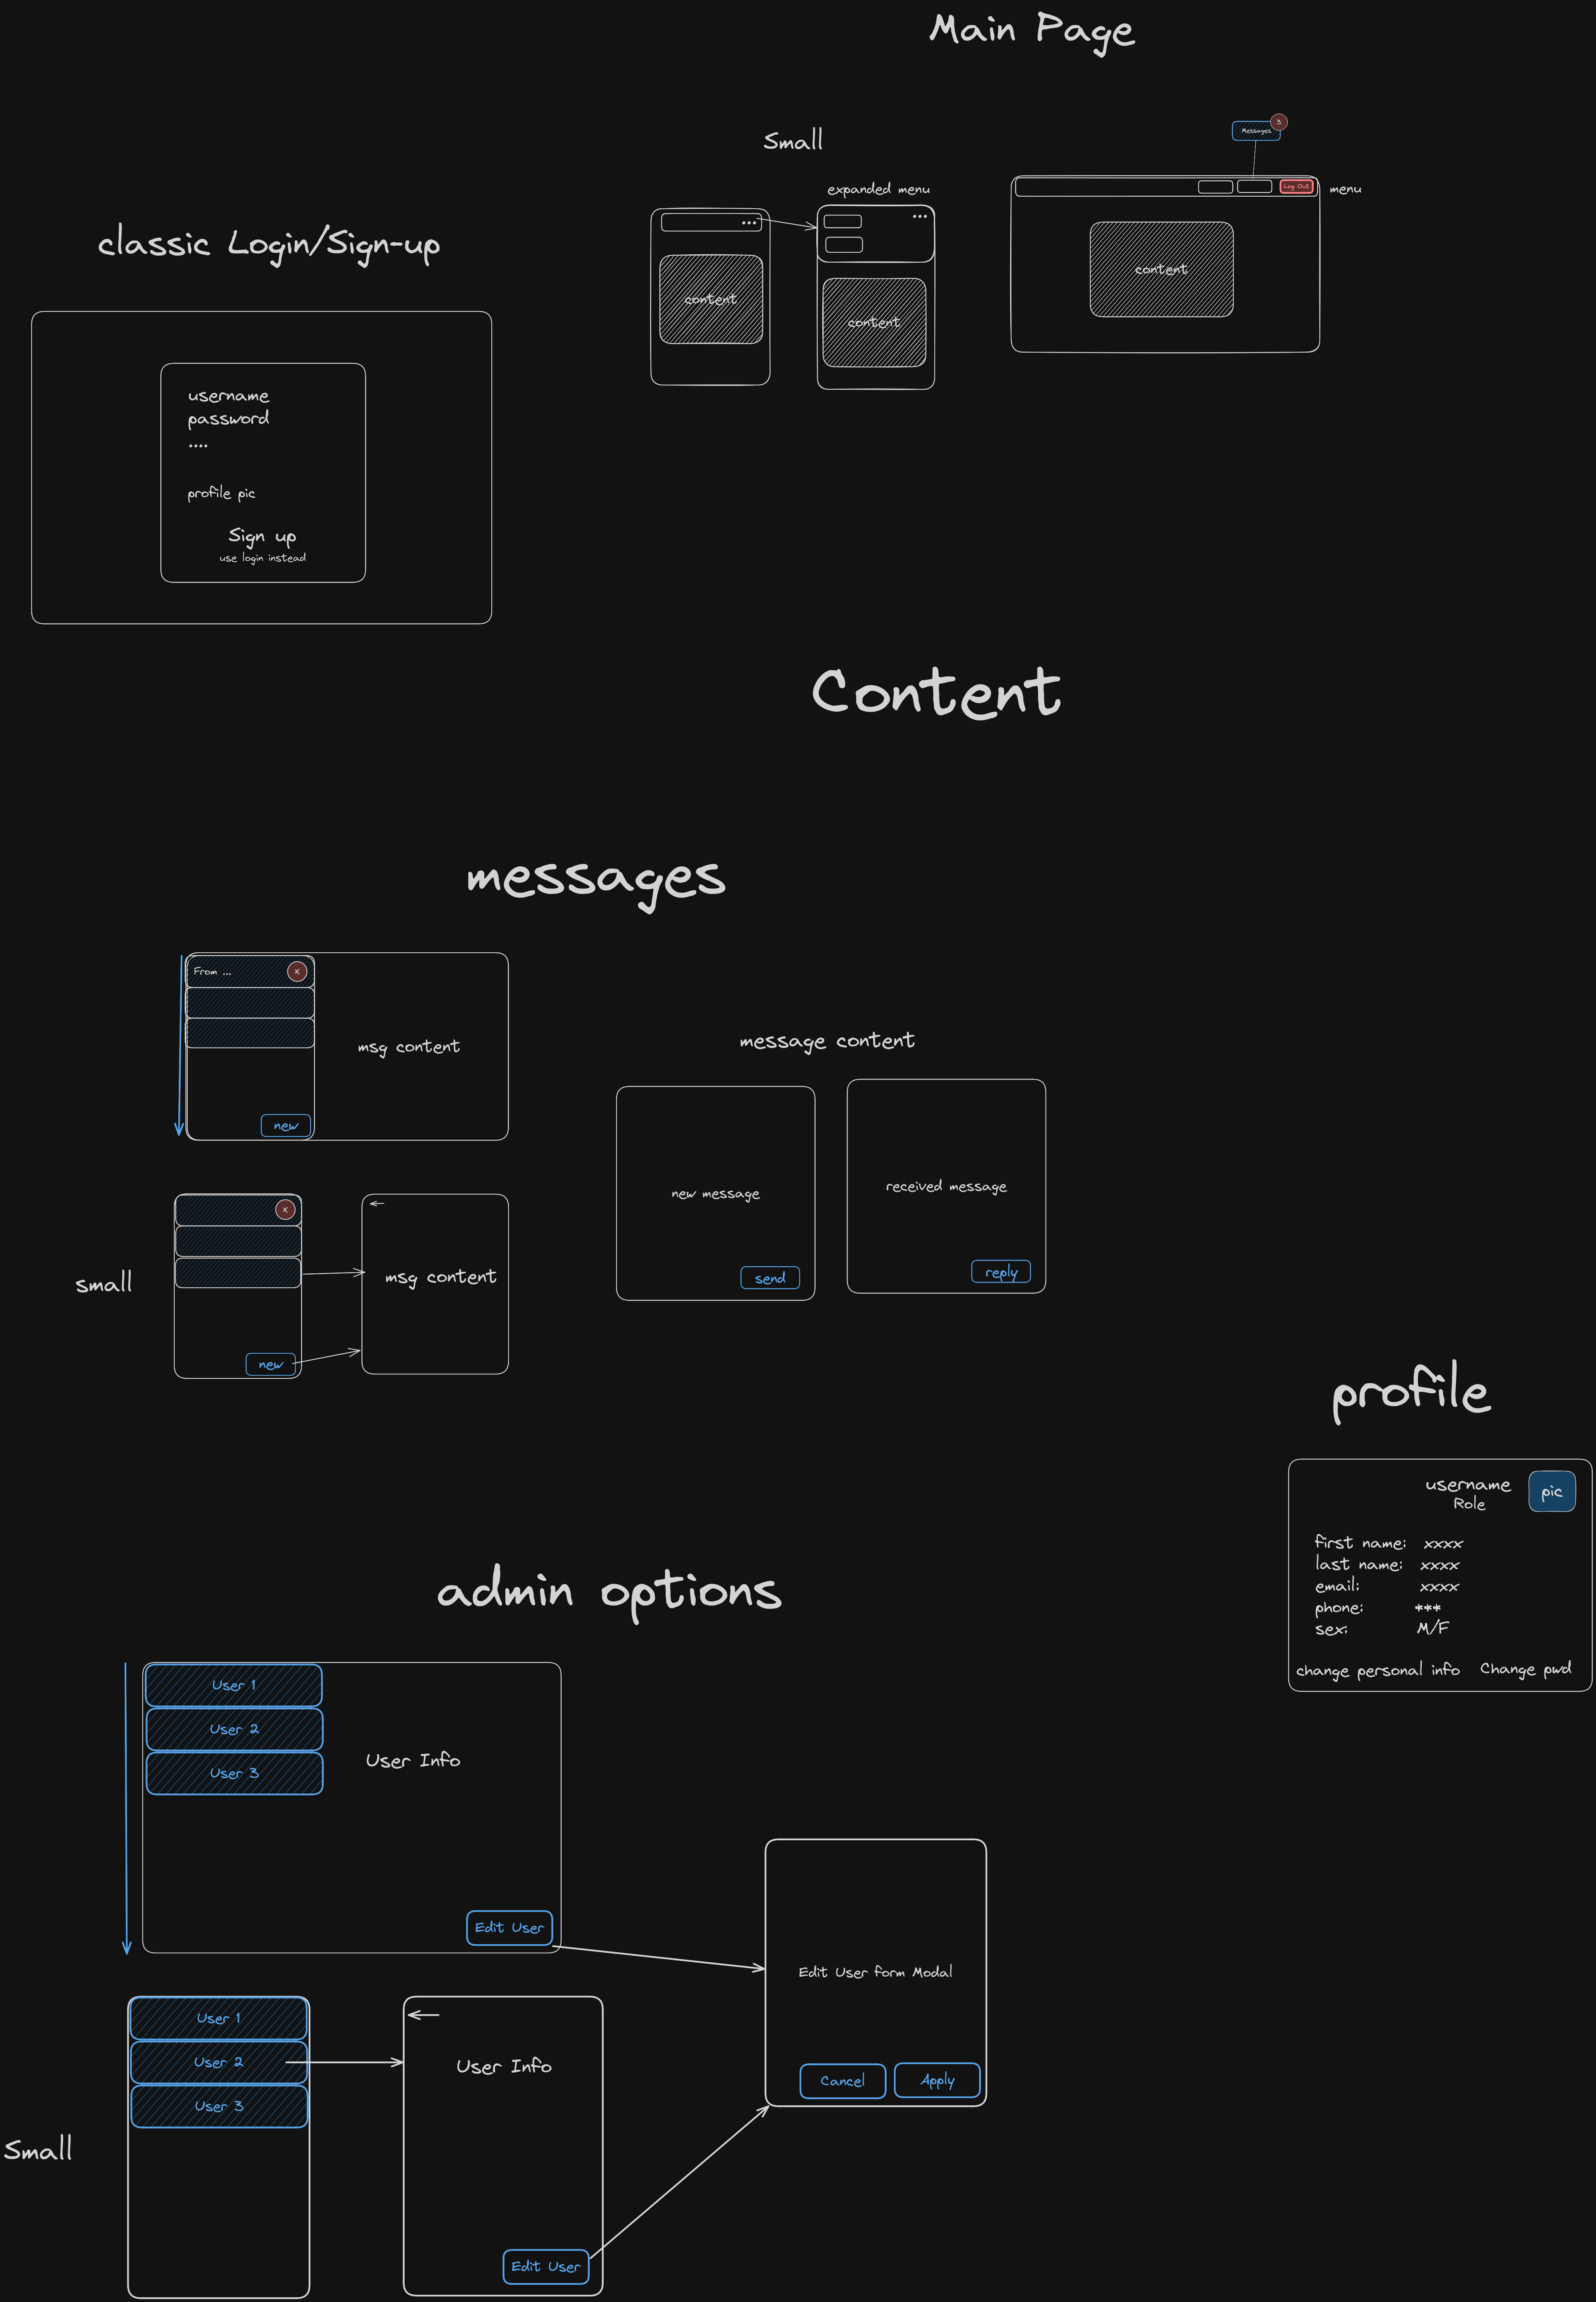 Main Page
Small
expanded menu
Messages
3
Log Out
menu
content
content
content
classic Login/Sign-up
username
password
....
profile pic
Sign up
use login instead
Content
messages
From ...
x
msg content
new
small
x
new
msg content
message content
new message
send
received message
reply
profile
username
Role
pic
first name: xxxx
last name: xxxx
email: xxxx
phone: ***
sex: M/F
change personal info
Change pwd
admin options
User 1
User 2
User 3
User Info
Edit User
Edit User form Modal
Cancel
Apply
Small
User 1
User 2
User 3
User Info
Edit User